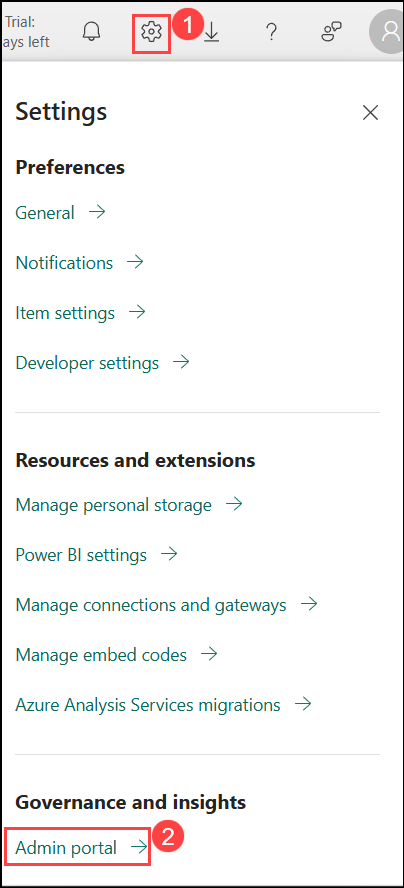 Trial:
ays left
1
?
Settings
Preferences
General
Notifications
Item settings
Developer settings
Resources and extensions
Manage personal storage
Power BI settings
Manage connections and gateways
Manage embed codes
Azure Analysis Services migrations
Governance and insights
Admin portal
2